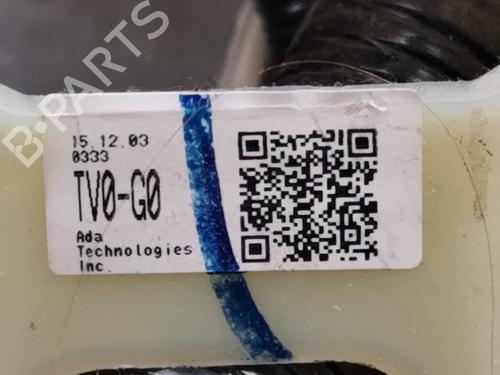 15.12.03
0333
TV0-G0
Ada
Technologies
Inc.
B-PARTS